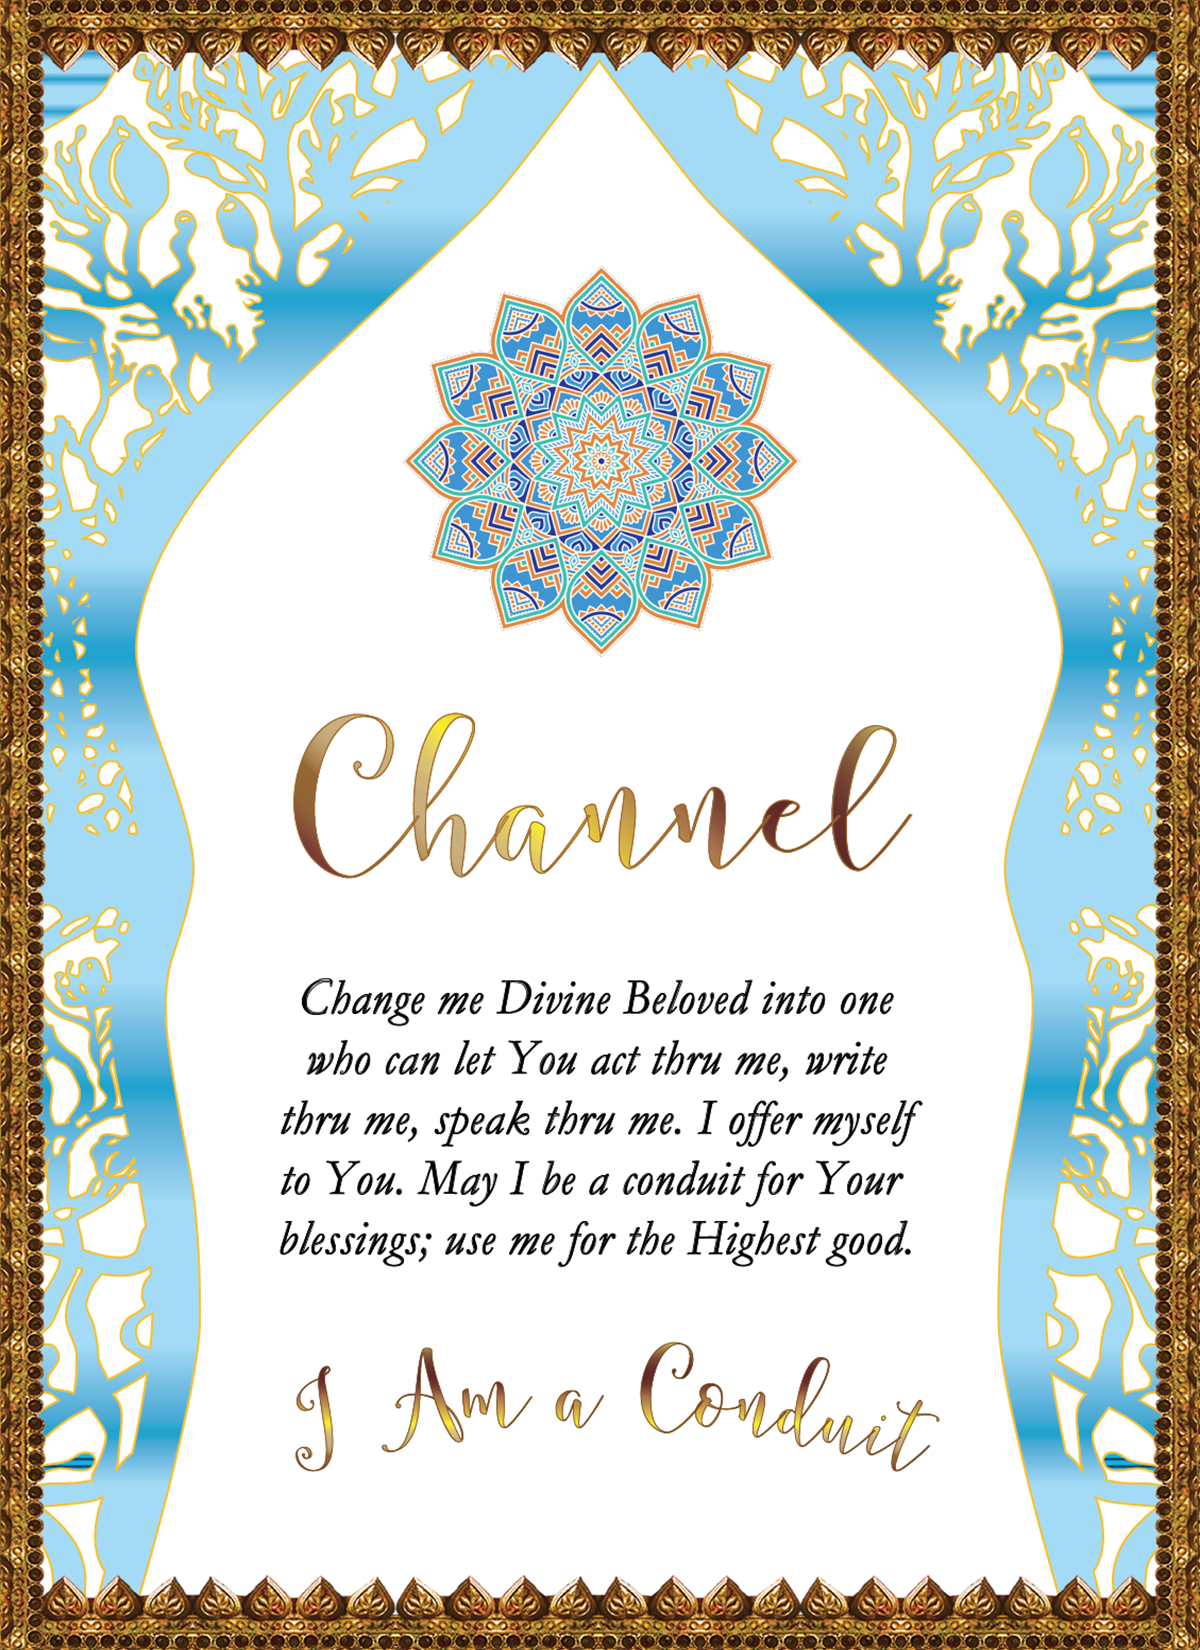 Channel
Change me Divine Beloved into one
who can let You act thru me, write
thru me, speak thru me. I offer myself
to You. May I be a conduit for Your
blessings; use me for the Highest good.
I Am a Conduit